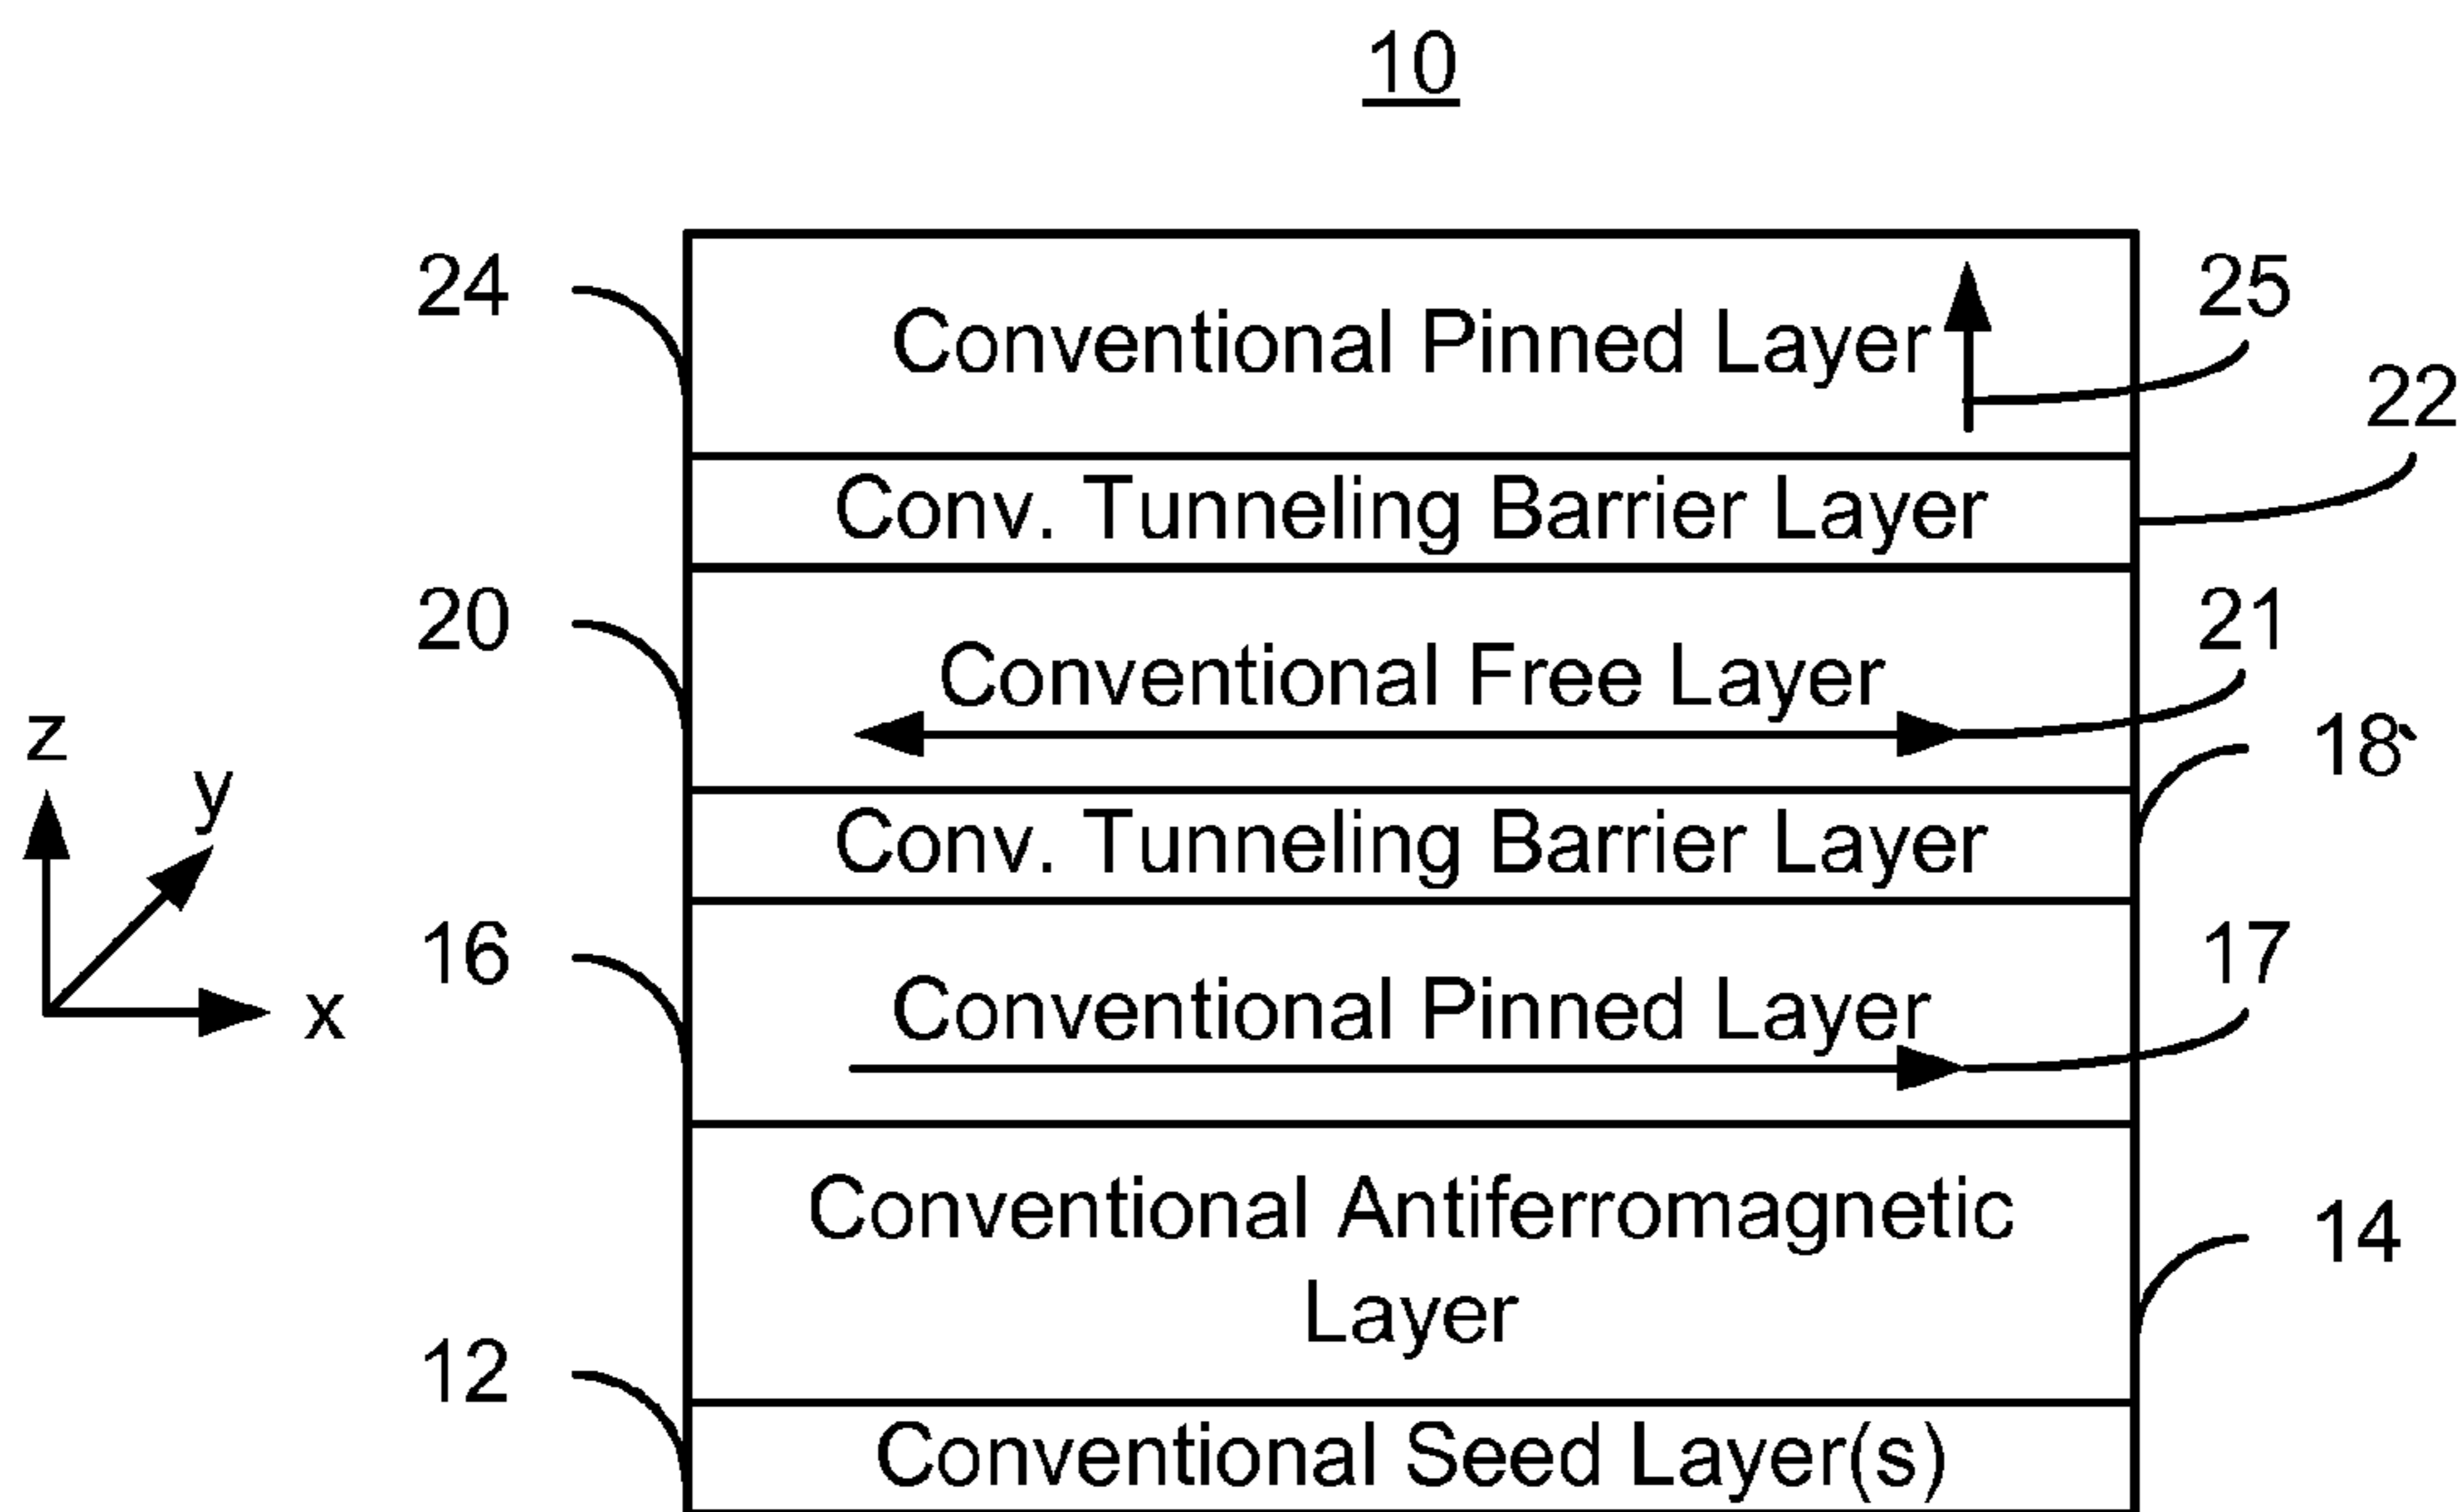 10
24
Conventional Pinned Layer
25
22
Conv. Tunneling Barrier Layer
20
Conventional Free Layer
21
18`
z
y
x
Conv. Tunneling Barrier Layer
16
Conventional Pinned Layer
17
Conventional Antiferromagnetic
Layer
14
12
Conventional Seed Layer(s)